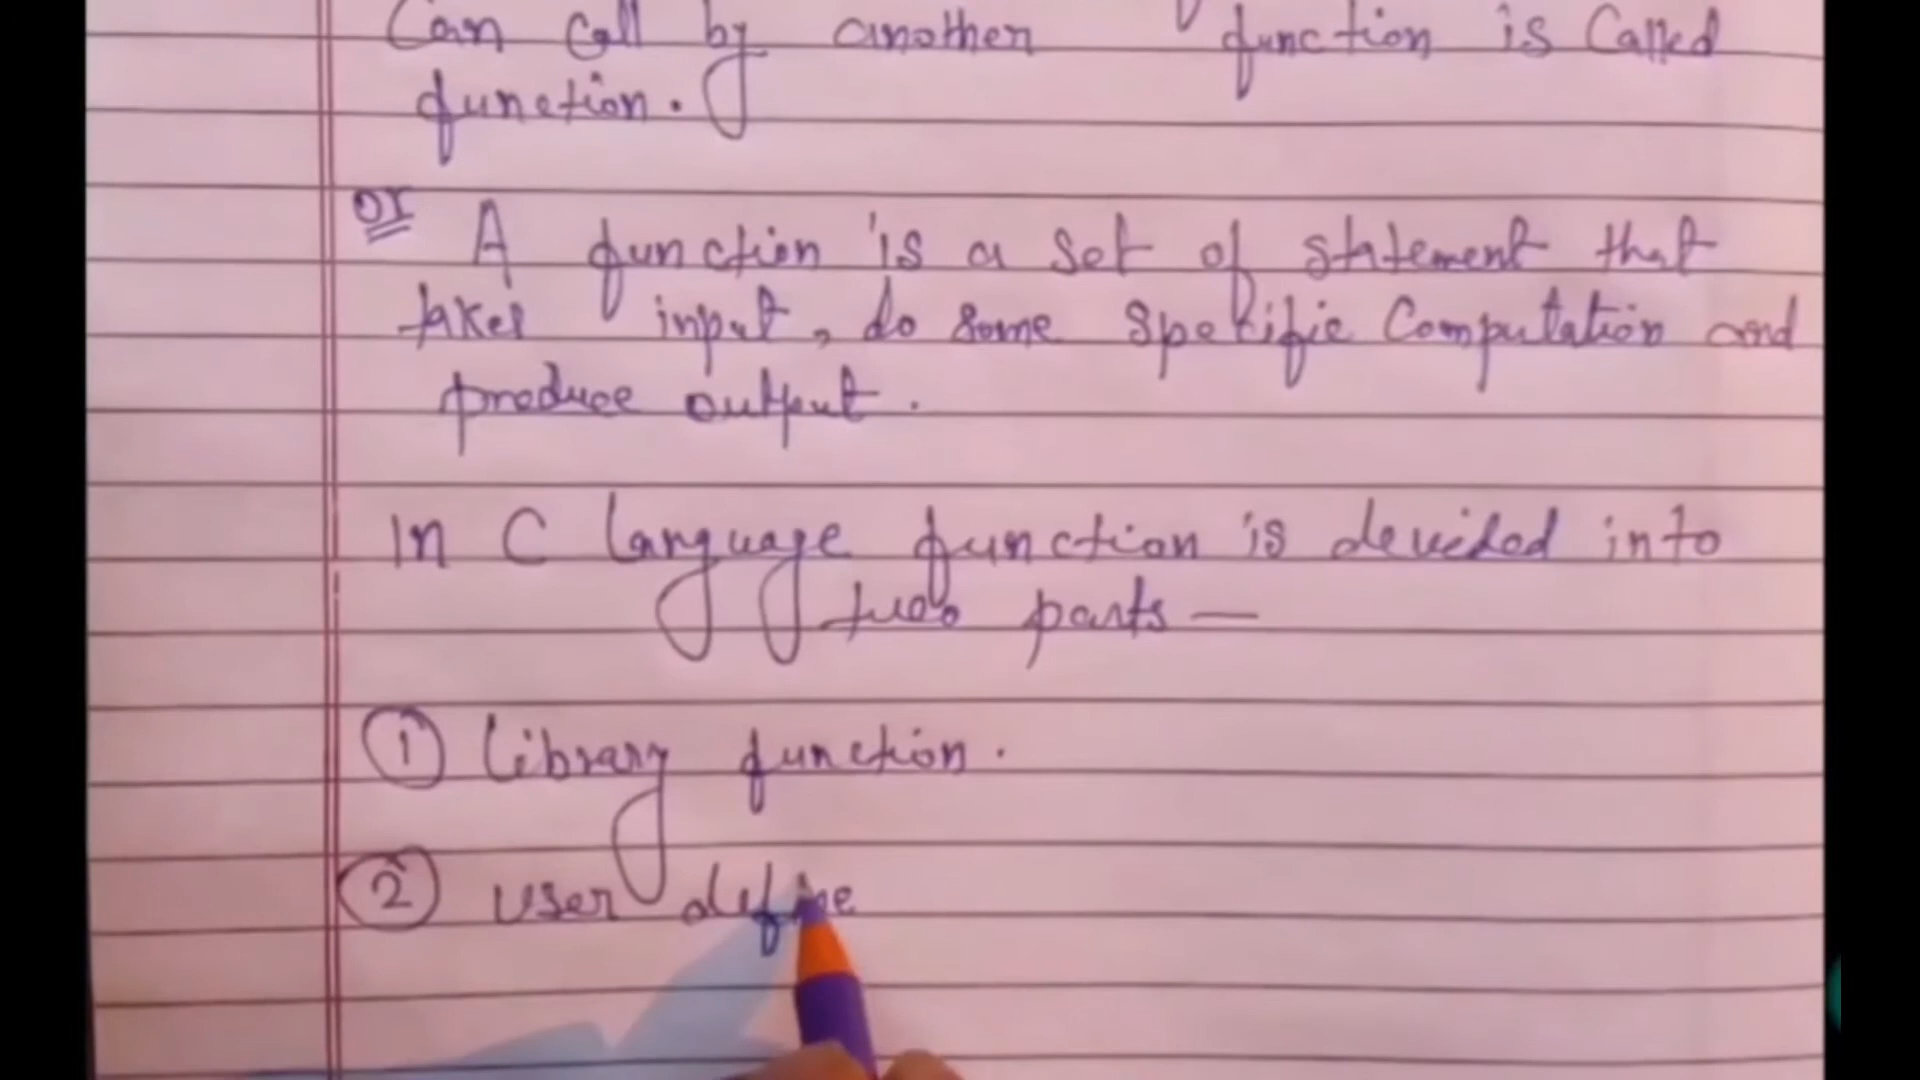 Can call by another function is called
function.
or
A function is a set of statement that
takes input, do some spetific computation and
produce output.
In C language function is devided into
two parts —
① Library function.
② User define